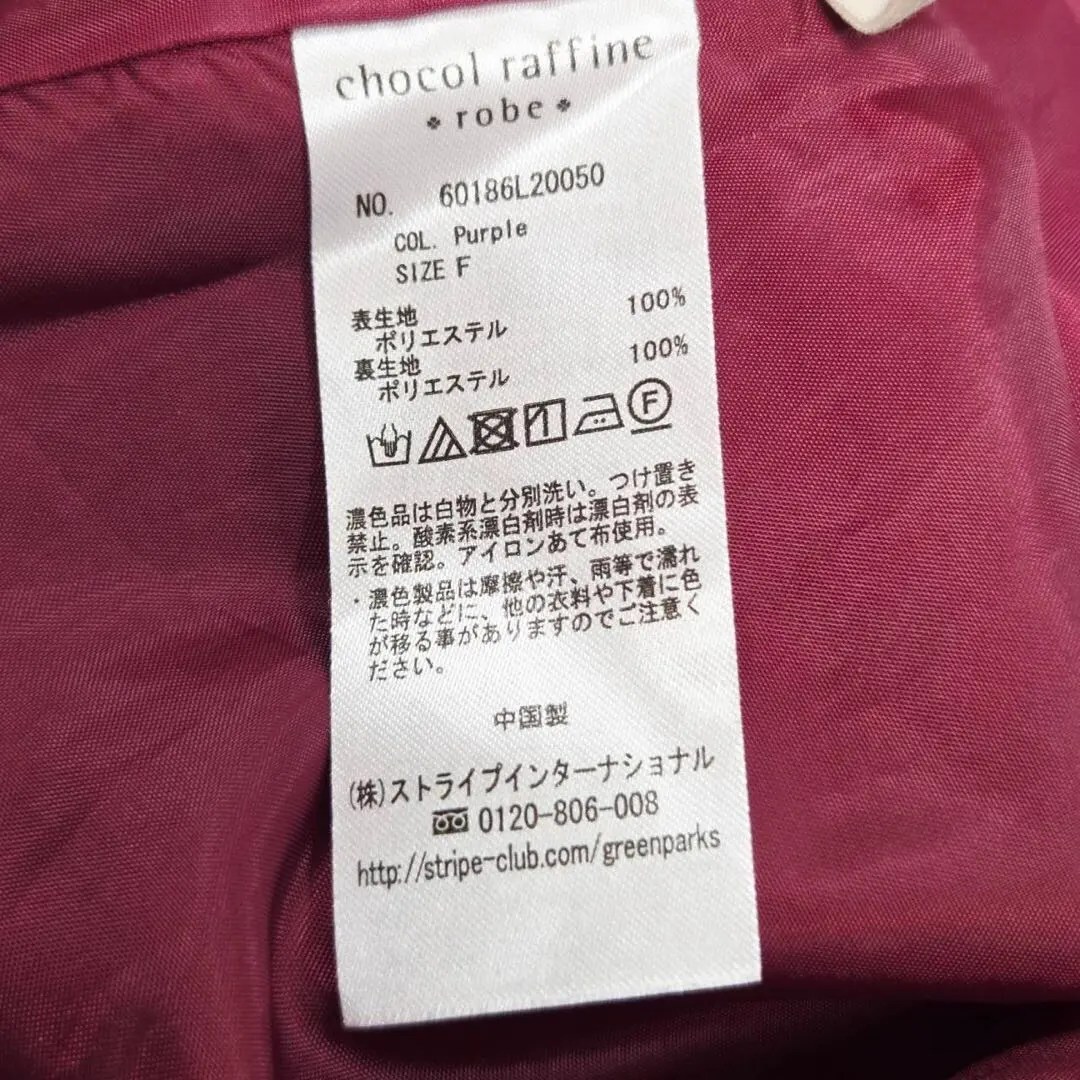 chocol raffine
robe
NO. 60186L20050
COL. Purple
SIZE F
表生地
ポリエステル 100%
裏生地
ポリエステル 100%
F
濃色品は白物と分別洗い。つけ置き
禁止。酸素系漂白剤時は漂白剤の表
示を確認。アイロンあて布使用。
・濃色製品は摩擦や汗、雨等で濡れ
た時などに、他の衣料や下着に色
が移る事がありますのでご注意く
ださい。
中国製
(株)ストライプインターナショナル
0120-806-008
http://stripe-club.com/greenparks